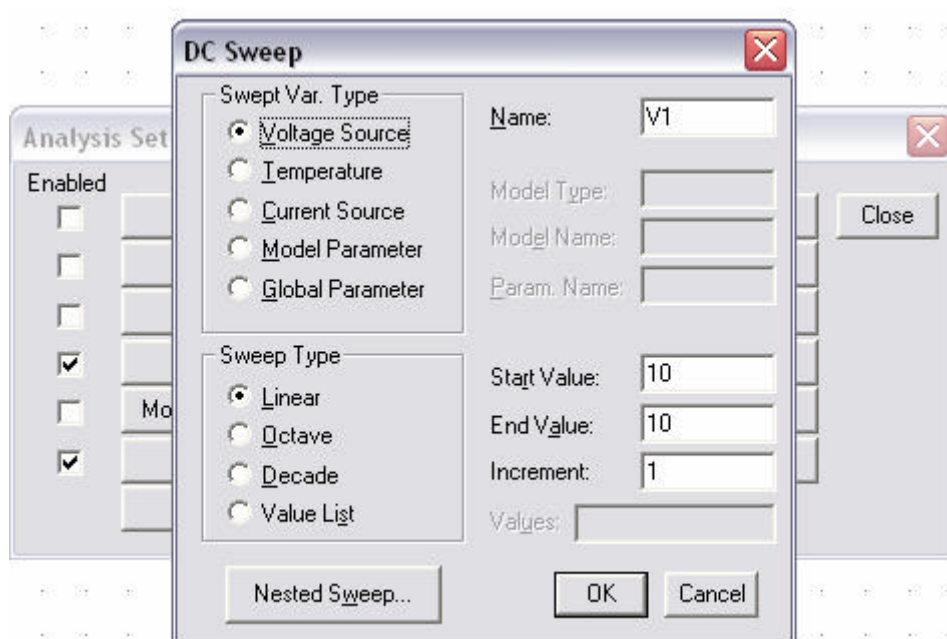 DC Sweep
Analysis Set
Enabled
Mo
Close
Swept Var. Type
Voltage Source
Temperature
Current Source
Model Parameter
Global Parameter
Name: V1
Model Type:
Model Name:
Param. Name:
Sweep Type
Linear
Octave
Decade
Value List
Start Value: 10
End Value: 10
Increment: 1
Values:
Nested Sweep...
OK
Cancel